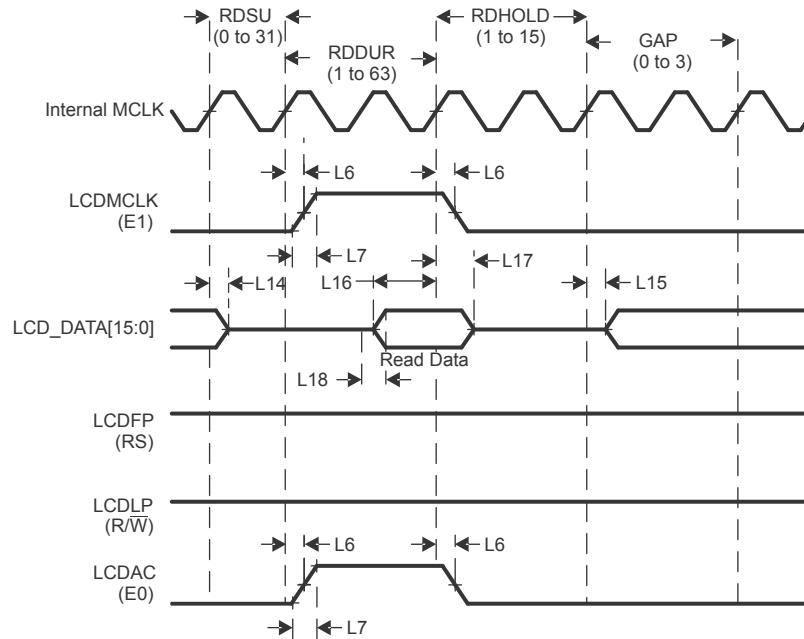 RDSU
(0 to 31)
RDDUR
(1 to 63)
RDHOLD
(1 to 15)
GAP
(0 to 3)
Internal MCLK
L6
L6
LCDMCLK
(E1)
L7
L14
L16
L17
L15
LCD_DATA[15:0]
Read Data
L18
LCDFP
(RS)
LCDLP
(R/W̅)
L6
L6
LCDAC
(E0)
L7